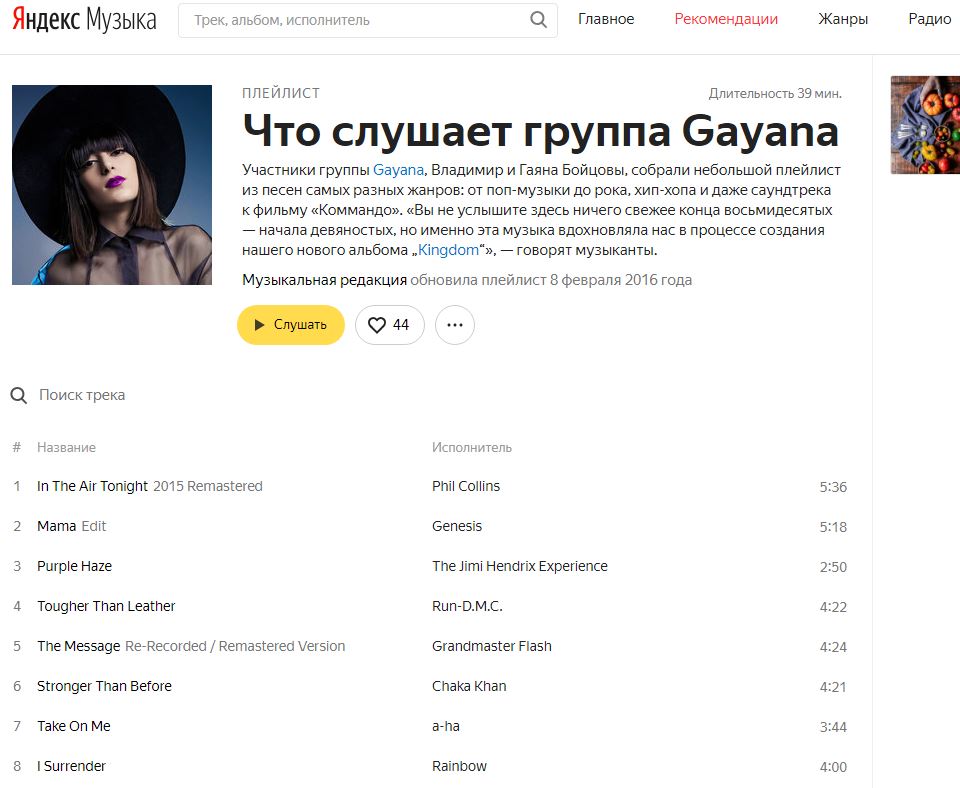 Яндекс Музыка
Трек, альбом, исполнитель
Главное Рекомендации Жанры Радио
ПЛЕЙЛИСТ
Длительность 39 мин.
Что слушает группа Gayana
Участники группы Gayana, Владимир и Гаяна Бойцовы, собрали небольшой плейлист
из песен самых разных жанров: от поп-музыки до рока, хип-хопа и даже саундтрека
к фильму «Коммандо». «Вы не услышите здесь ничего свежее конца восьмидесятых
— начала девяностых, но именно эта музыка вдохновляла нас в процессе создания
нашего нового альбома „Kingdom“», — говорят музыканты.
Музыкальная редакция обновила плейлист 8 февраля 2016 года
Слушать 44 ...
Поиск трека
# Название Исполнитель
1 In The Air Tonight 2015 Remastered Phil Collins 5:36
2 Mama Edit Genesis 5:18
3 Purple Haze The Jimi Hendrix Experience 2:50
4 Tougher Than Leather Run-D.M.C. 4:22
5 The Message Re-Recorded / Remastered Version Grandmaster Flash 4:24
6 Stronger Than Before Chaka Khan 4:21
7 Take On Me a-ha 3:44
8 I Surrender Rainbow 4:00